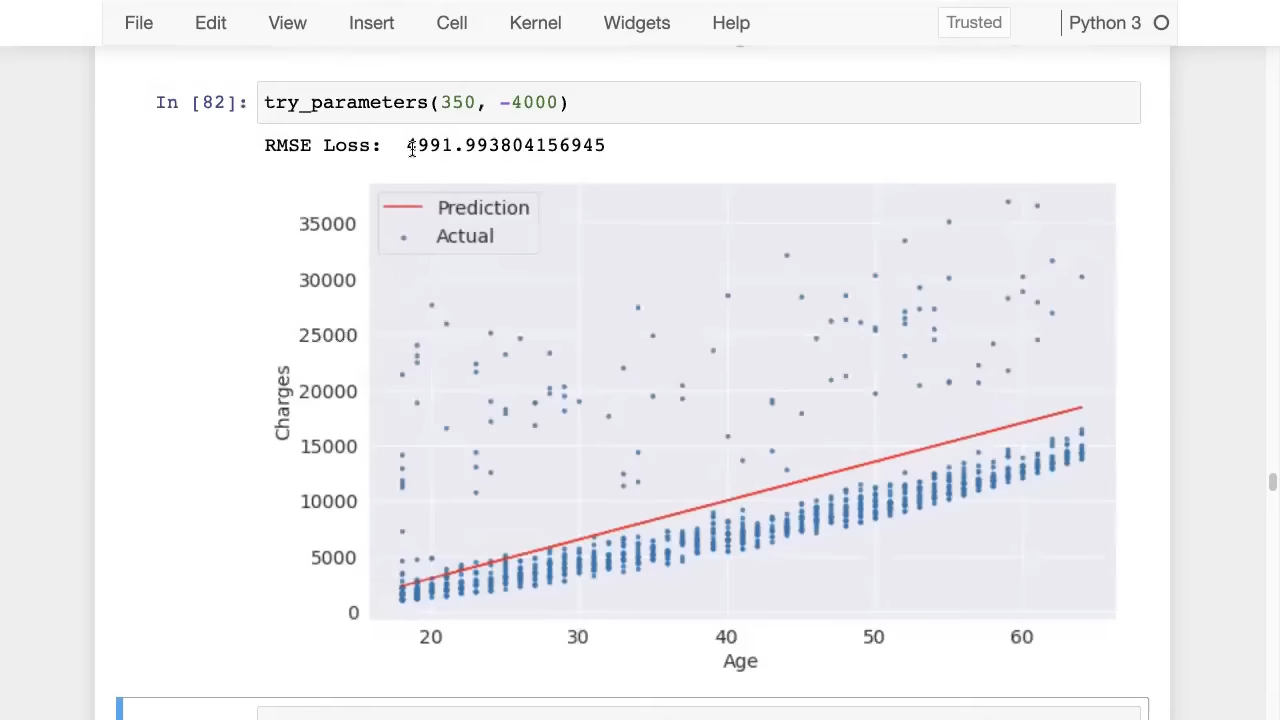 File Edit View Insert Cell Kernel Widgets Help Trusted Python 3
In [82]: try_parameters(350, -4000)
RMSE Loss: 4991.993804156945
Prediction
Actual
35000
30000
25000
20000
15000
10000
5000
0
Charges
20 30 40 50 60
Age